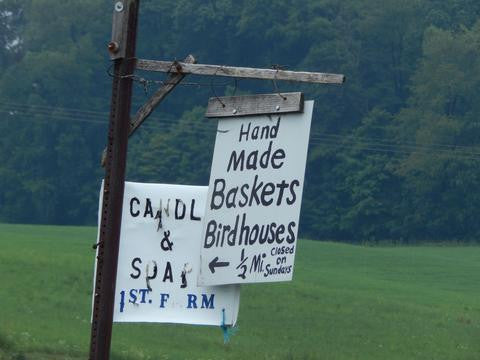 Hand
Made
Baskets
Birdhouses
← ½ Mi. Closed
on
Sundays
CANDL
&
SOAP
1ST. F RM